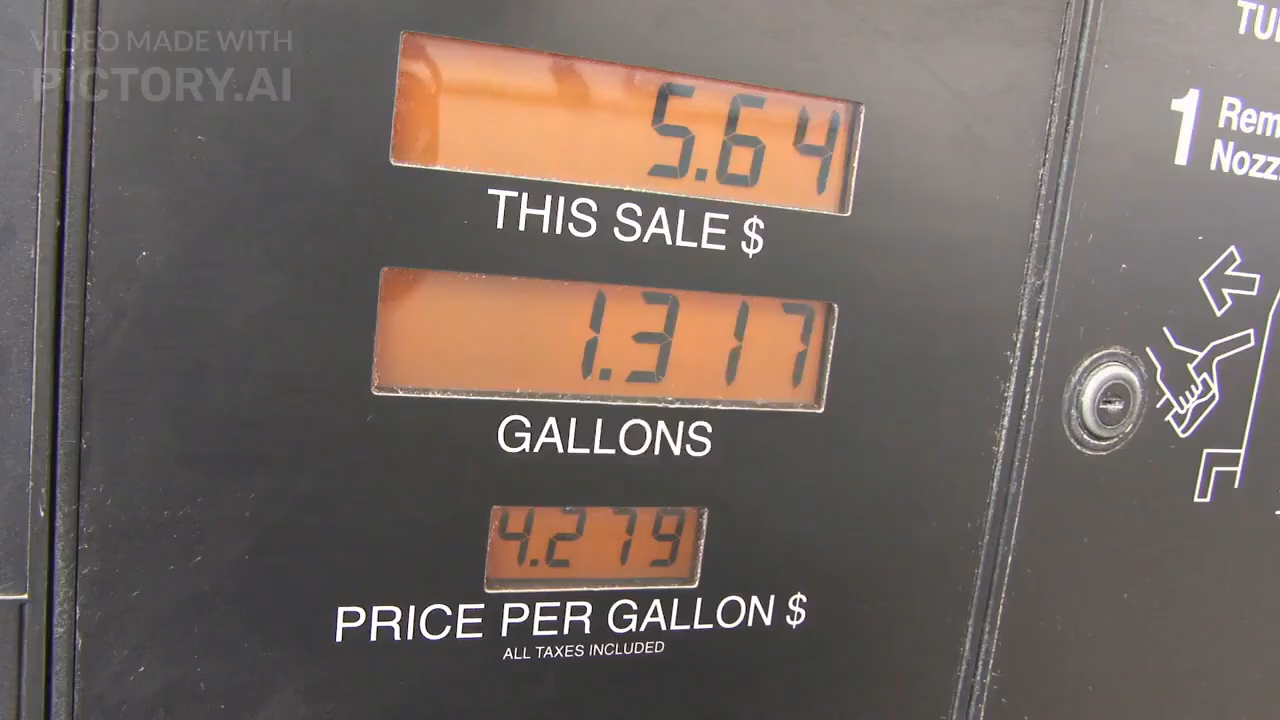 VIDEO MADE WITH
PICTORY.AI
5.64
THIS SALE $
1.317
GALLONS
4.279
PRICE PER GALLON $
ALL TAXES INCLUDED
1